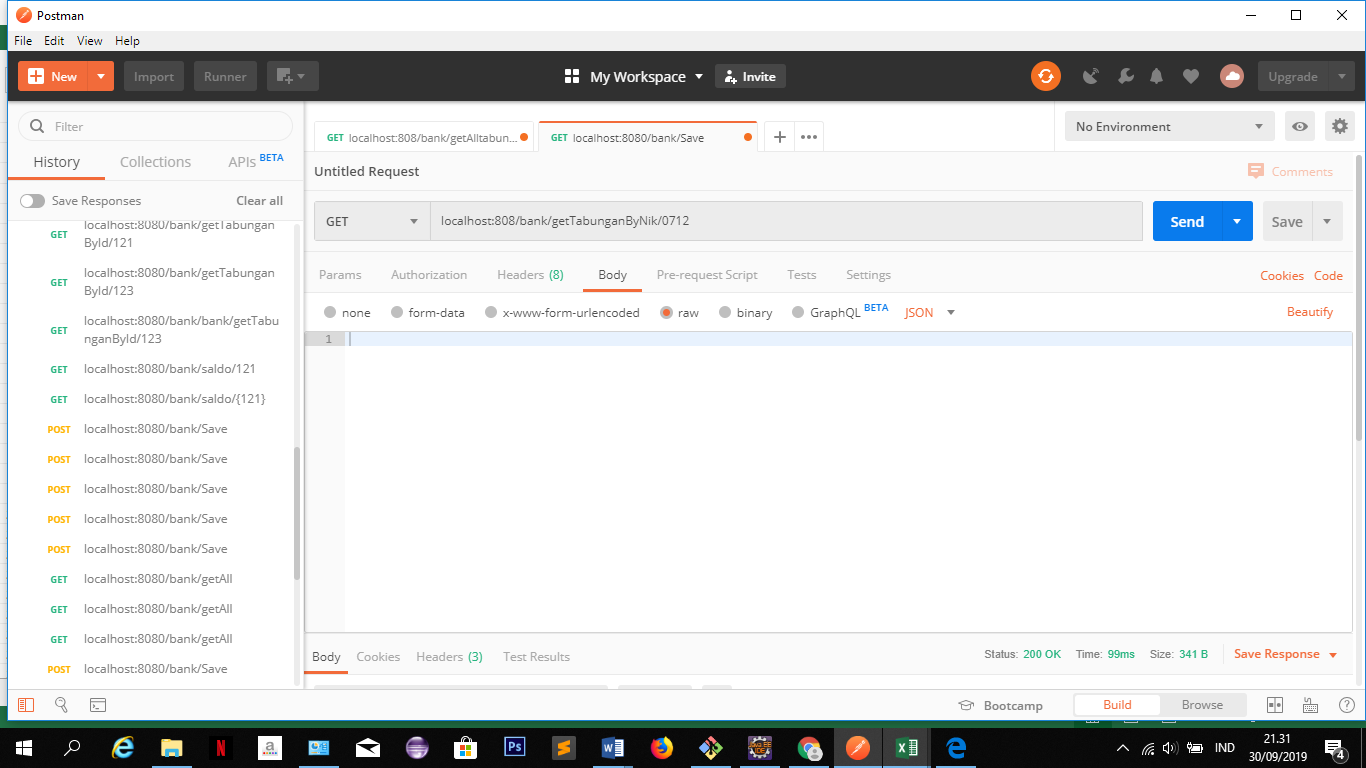 Postman
File Edit View Help
New Import Runner My Workspace Invite Upgrade
Filter
History Collections APIs BETA
Save Responses Clear all
GET localhost:8080/bank/getTabungan
ById/121
GET localhost:8080/bank/getTabungan
ById/123
GET localhost:8080/bank/bank/getTabu
nganById/123
GET localhost:8080/bank/saldo/121
GET localhost:8080/bank/saldo/{121}
POST localhost:8080/bank/Save
POST localhost:8080/bank/Save
POST localhost:8080/bank/Save
POST localhost:8080/bank/Save
POST localhost:8080/bank/Save
GET localhost:8080/bank/getAll
GET localhost:8080/bank/getAll
GET localhost:8080/bank/getAll
POST localhost:8080/bank/Save
GET localhost:808/bank/getAlltabun... GET localhost:8080/bank/Save
No Environment
Untitled Request Comments
GET localhost:808/bank/getTabunganByNik/0712 Send Save
Params Authorization Headers (8) Body Pre-request Script Tests Settings Cookies Code
none form-data x-www-form-urlencoded raw binary GraphQL BETA JSON Beautify
1
Body Cookies Headers (3) Test Results Status: 200 OK Time: 99ms Size: 341 B Save Response
Bootcamp Build Browse
IND 21.31
30/09/2019 4